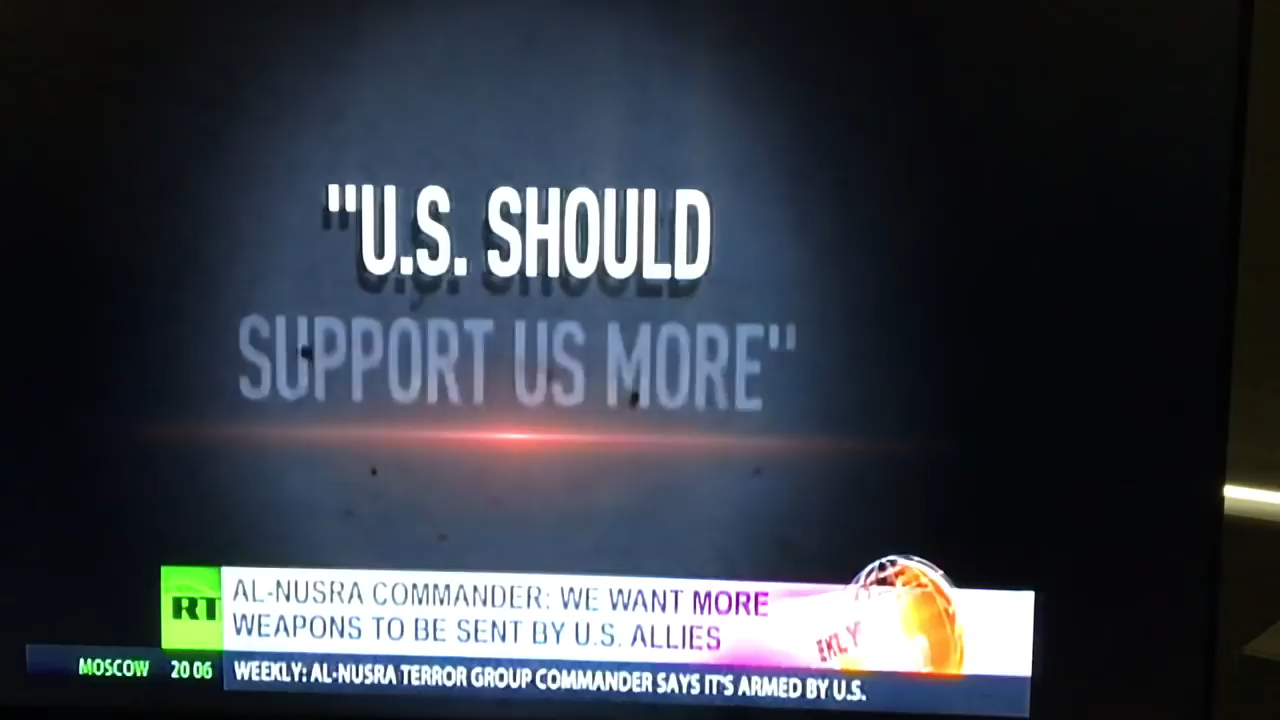 "U.S. SHOULD
SUPPORT US MORE"
RT
AL-NUSRA COMMANDER: WE WANT MORE
WEAPONS TO BE SENT BY U.S. ALLIES
EKLY
MOSCOW 20 06
WEEKLY: AL-NUSRA TERROR GROUP COMMANDER SAYS IT'S ARMED BY U.S.